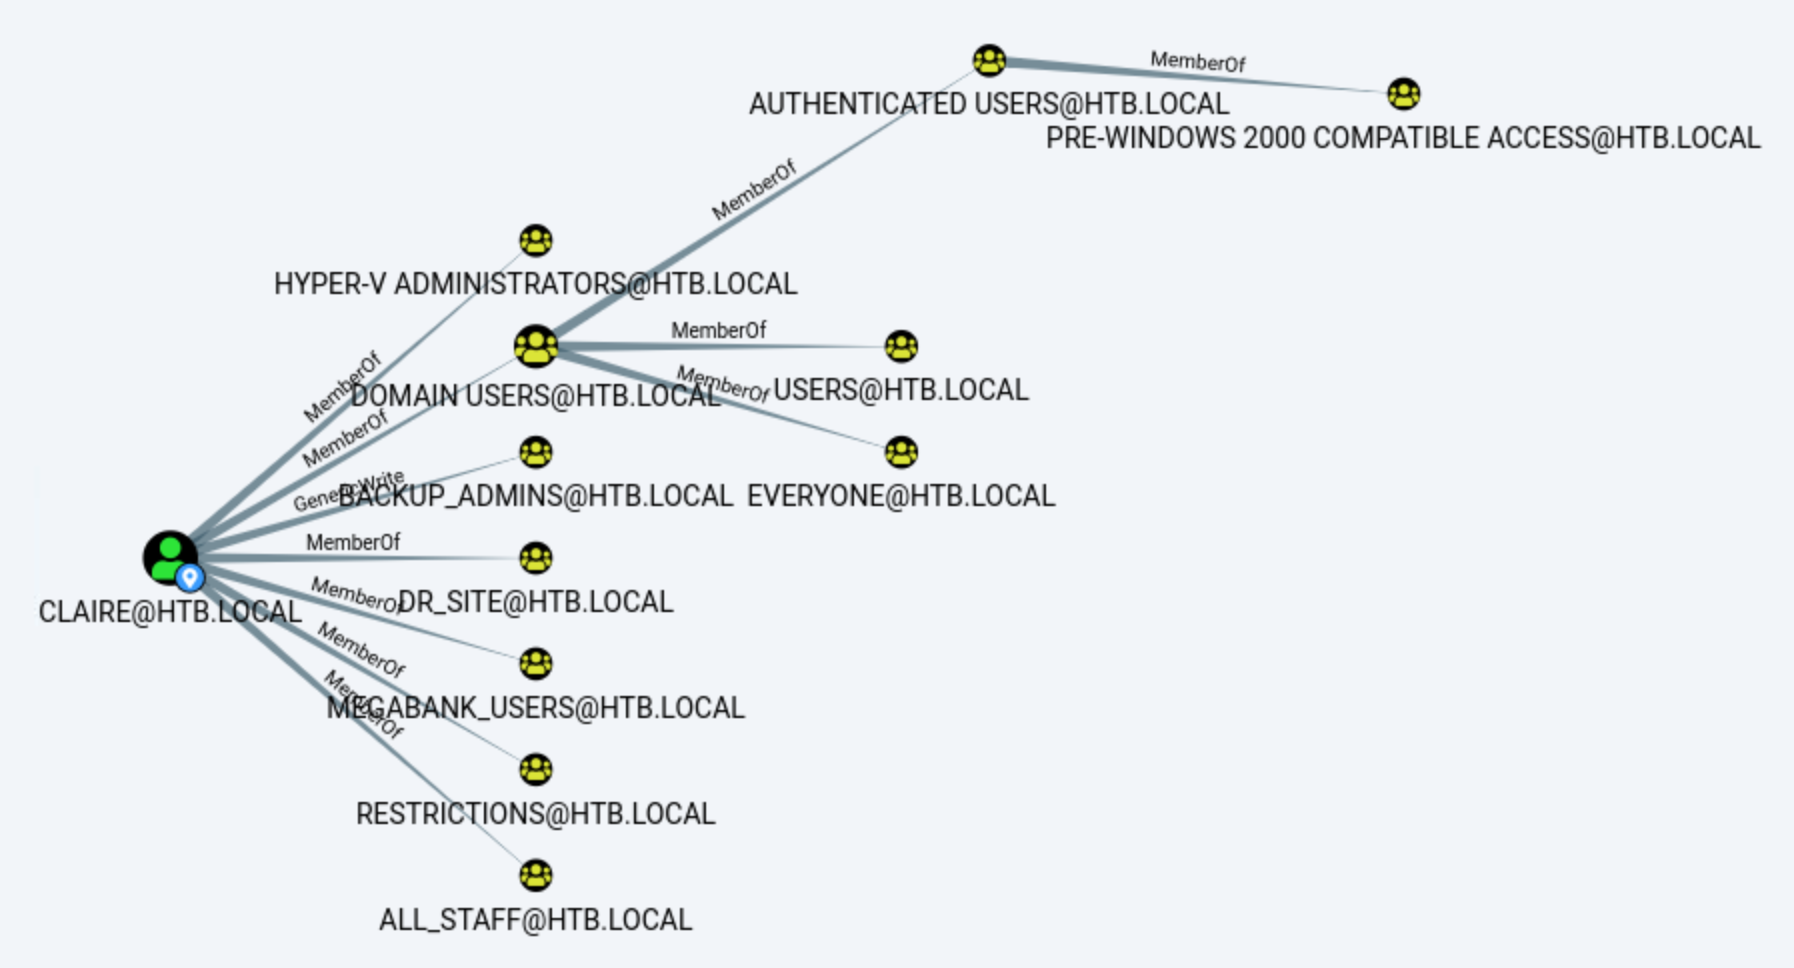 MemberOf
AUTHENTICATED USERS@HTB.LOCAL
PRE-WINDOWS 2000 COMPATIBLE ACCESS@HTB.LOCAL
MemberOf
HYPER-V ADMINISTRATORS@HTB.LOCAL
MemberOf
MemberOf
DOMAIN USERS@HTB.LOCAL
MemberOf
USERS@HTB.LOCAL
MemberOf
GenericWrite
BACKUP_ADMINS@HTB.LOCAL
EVERYONE@HTB.LOCAL
MemberOf
MemberOf
DR_SITE@HTB.LOCAL
CLAIRE@HTB.LOCAL
MemberOf
MemberOf
MEGABANK_USERS@HTB.LOCAL
RESTRICTIONS@HTB.LOCAL
ALL_STAFF@HTB.LOCAL